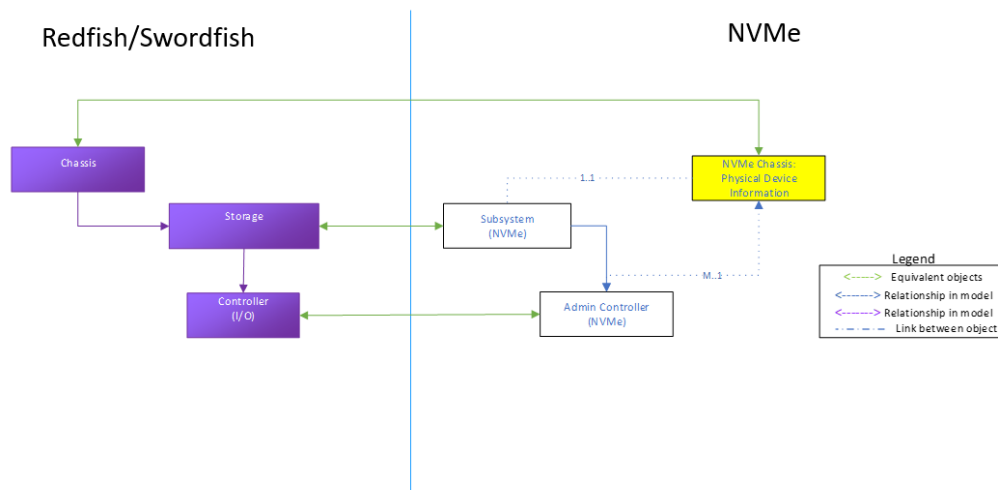 Redfish/Swordfish
NVMe
Chassis
NVMe Chassis:
Physical Device
Information
1..1
Storage
Subsystem
(NVMe)
M..1
Controller
(I/O)
Admin Controller
(NVMe)
Legend
Equivalent objects
Relationship in model
Relationship in model
Link between object